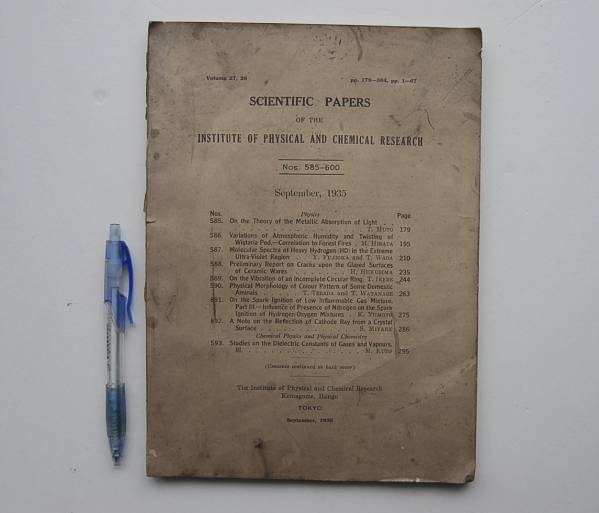 Volume 27, 28 pp. 179—304, pp. 1—67
SCIENTIFIC PAPERS
OF THE
INSTITUTE OF PHYSICAL AND CHEMICAL RESEARCH
Nos. 585-600
September, 1935
Nos. Physics Page
585. On the Theory of the Metallic Absorption of Light . .
. . . . . . . . . . . . . . . T. MUTO 179
586. Variations of Atmospheric Humidity and Twisting of
Wistaria Pod.—Correlation to Forest Fires . M. HIRATA 195
587. Molecular Spectra of Heavy Hydrogen (HD) in the Extreme
Ultra-Violet Region . . Y. FUJIOKA and T. WADA 210
588. Preliminary Report on Cracks upon the Glazed Surfaces
of Ceramic Wares . . . . . . . H. HUKUSIMA 235
589. On the Vibration of an Incomplete Circular Ring. T. IKEBE 244
590. Physical Morphology of Colour Pattern of Some Domestic
Animals . . . . T. TERADA and T. WATANABE 263
591. On the Spark Ignition of Low Inflammable Gas Mixture.
Part III.—Influence of Presence of Nitrogen on the Spark
Ignition of Hydrogen-Oxygen Mixtures . K. YUMOTO 275
592. A Note on the Reflection of Cathode Ray from a Crystal
Surface . . . . . . . . . . . S. MIYAKE 286
Chemical Physics and Physical Chemistry
593. Studies on the Dielectric Constants of Gases and Vapours.
III. . . . . . . . . . . . . . M. KUBO 295
(Contents continued on back cover)
The Institute of Physical and Chemical Research
Komagome, Hongo
TOKYO
September, 1935